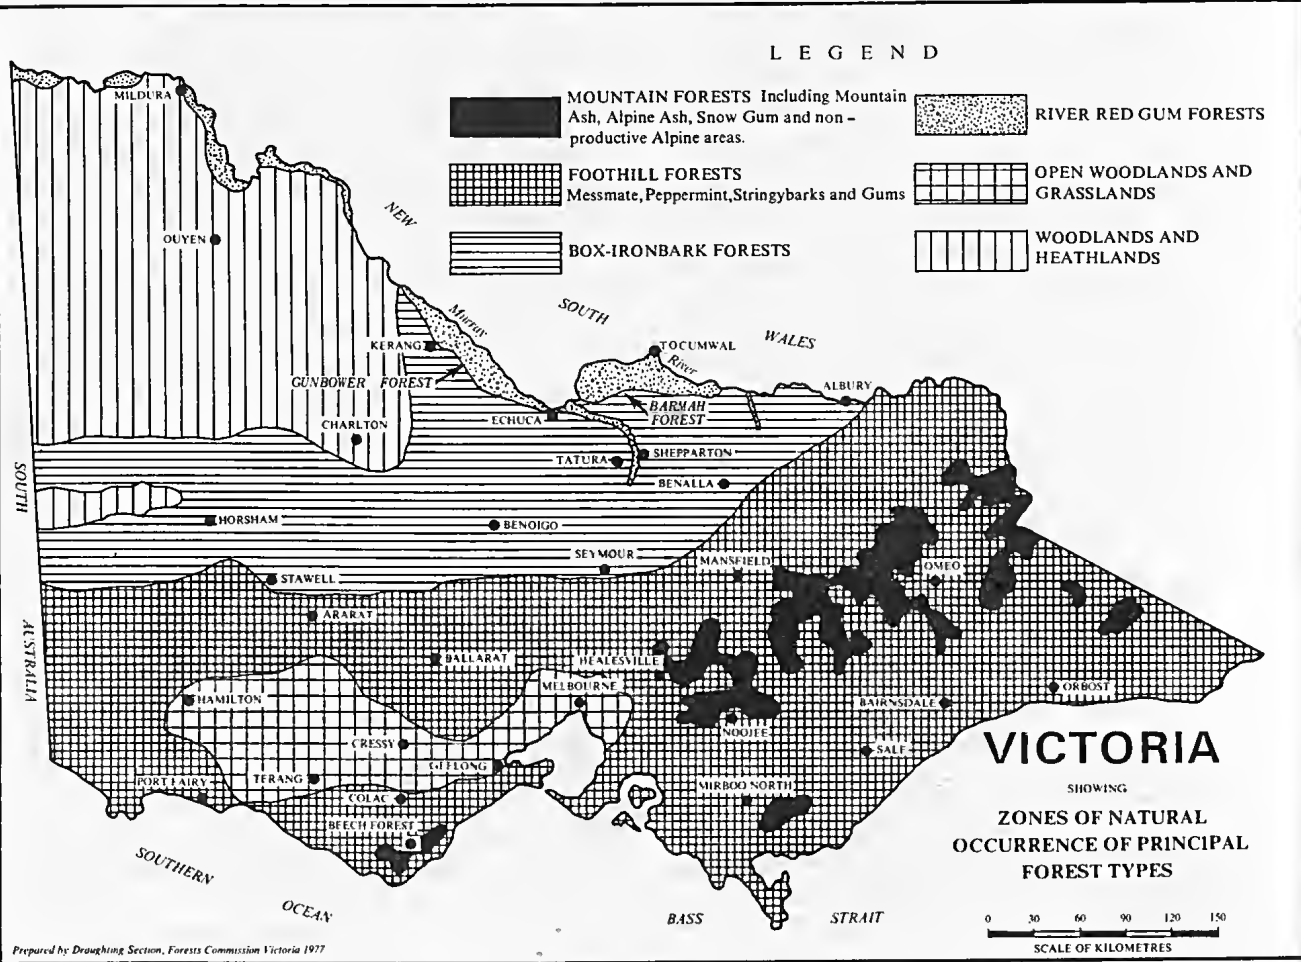 L E G E N D
MOUNTAIN FORESTS Including Mountain
Ash, Alpine Ash, Snow Gum and non –
productive Alpine areas.
FOOTHILL FORESTS
Messmate, Peppermint, Stringybarks and Gums
BOX-IRONBARK FORESTS
RIVER RED GUM FORESTS
OPEN WOODLANDS AND
GRASSLANDS
WOODLANDS AND
HEATHLANDS
MILDURA
OUYEN
NEW
SOUTH
WALES
Murray
River
KERANG
GUNBOWER FOREST
TOCUMWAL
ALBURY
BARMAH
FOREST
ECHUCA
CHARLTON
TATURA
SHEPPARTON
BENALLA
SOUTH
AUSTRALIA
HORSHAM
BENOIGO
SEYMOUR
MANSFIELD
OMEO
STAWELL
ARARAT
BALLARAT
HEALESVILLE
HAMILTON
MELBOURNE
BAIRNSDALE
ORBOST
NOOJEE
CRESSY
SALE
GEELONG
TERANG
PORT FAIRY
COLAC
MIRBOO NORTH
BEECH FOREST
SOUTHERN
OCEAN
BASS
STRAIT
VICTORIA
SHOWING
ZONES OF NATURAL
OCCURRENCE OF PRINCIPAL
FOREST TYPES
0 30 60 90 120 150
SCALE OF KILOMETRES
Prepared by Draughting Section, Forests Commission Victoria 1977